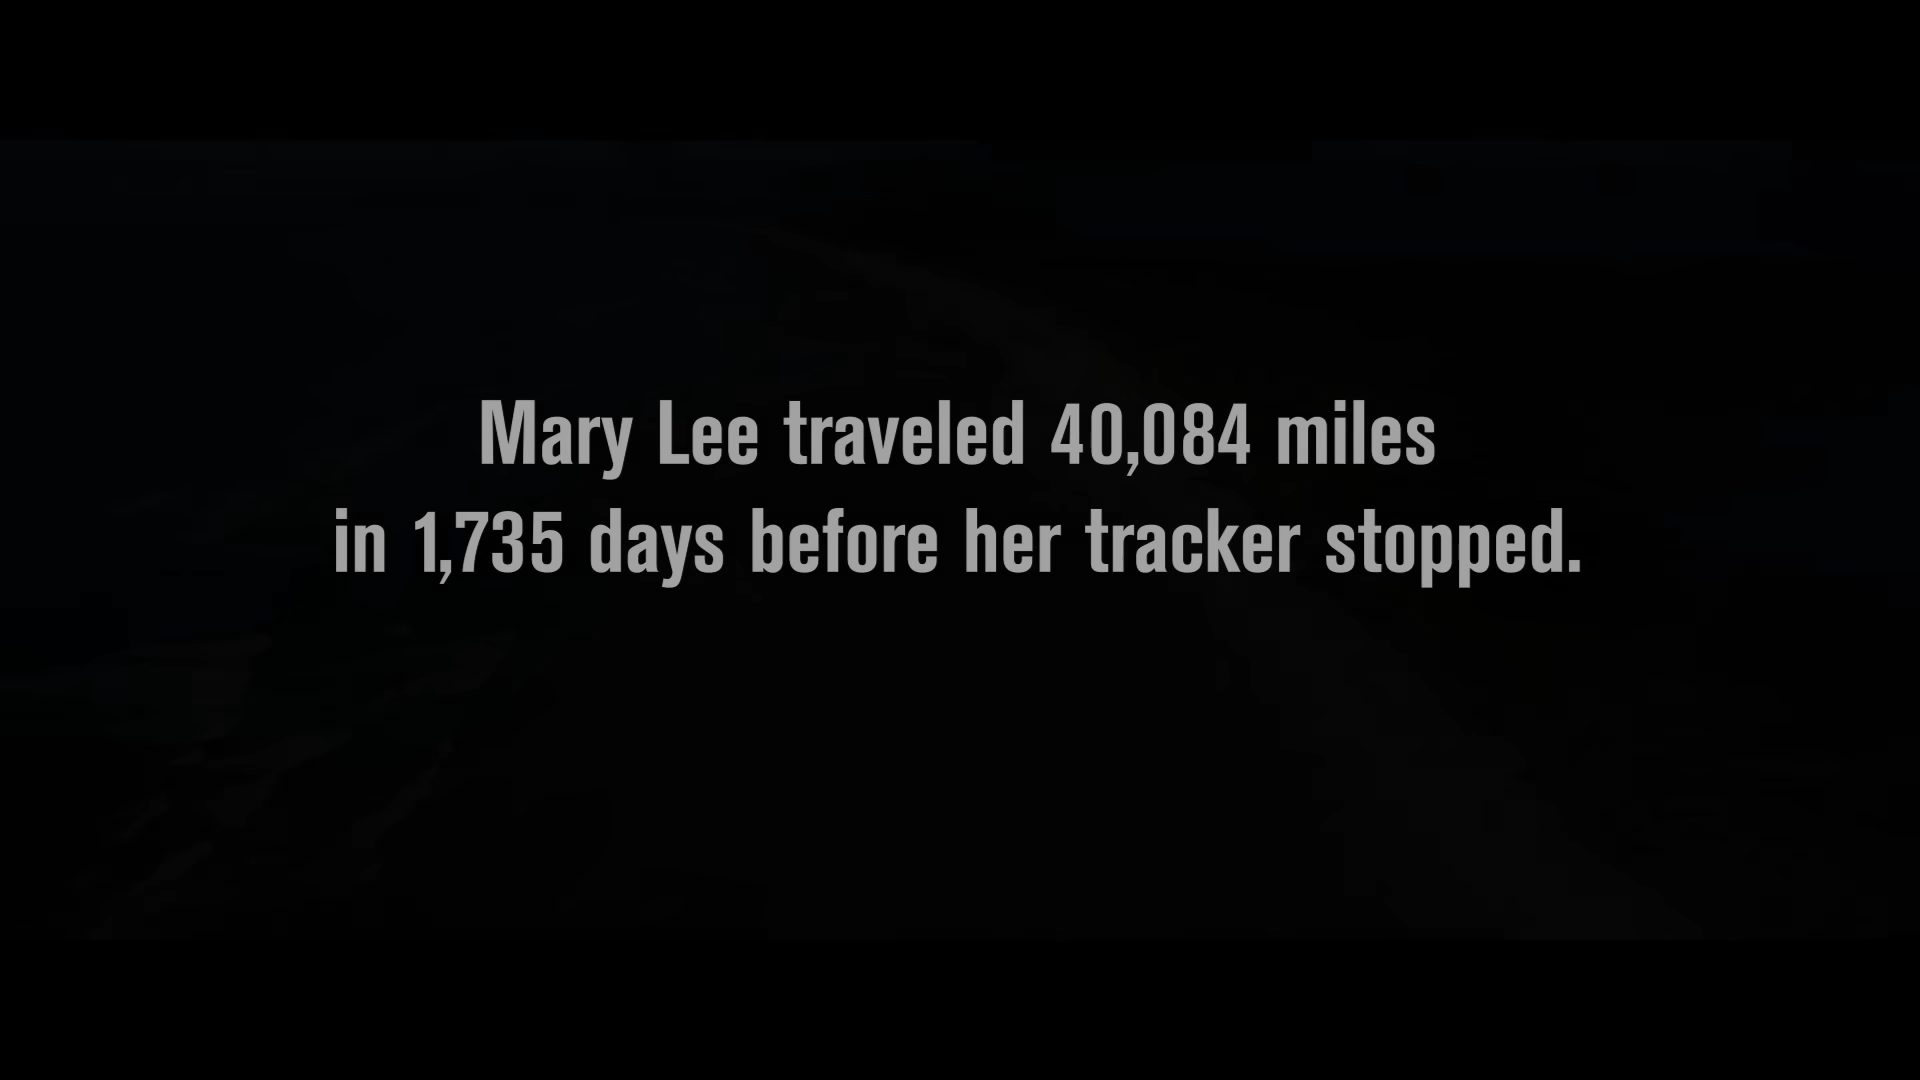 Mary Lee traveled 40,084 miles
in 1,735 days before her tracker stopped.